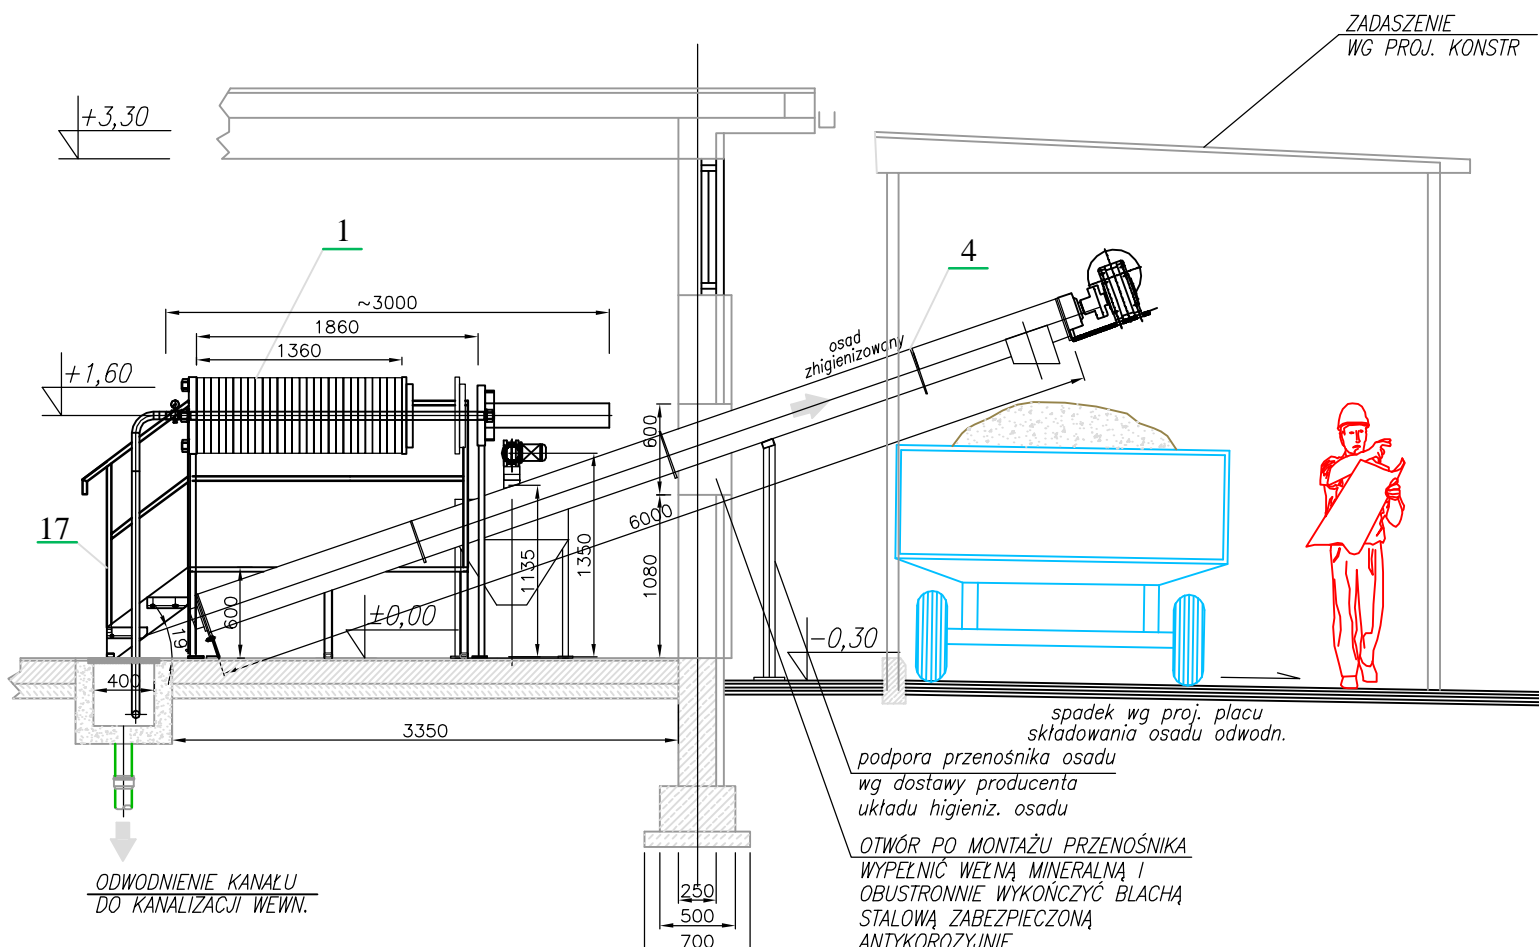 ZADASZENIE
WG PROJ. KONSTR
+3,30
1
4
~3000
1860
1360
osad
zhigienizowany
+1,60
600
6000
17
1135
1350
1080
600
±0,00
-0,30
19°
400
3350
spadek wg proj. placu
składowania osadu odwodn.
podpora przenośnika osadu
wg dostawy producenta
układu higieniz. osadu
OTWÓR PO MONTAŻU PRZENOŚNIKA
WYPEŁNIĆ WEŁNĄ MINERALNĄ I
OBUSTRONNIE WYKOŃCZYĆ BLACHĄ
STALOWĄ ZABEZPIECZONĄ
ANTYKOROZYJNIE
ODWODNIENIE KANAŁU
DO KANALIZACJI WEWN.
250
500
700